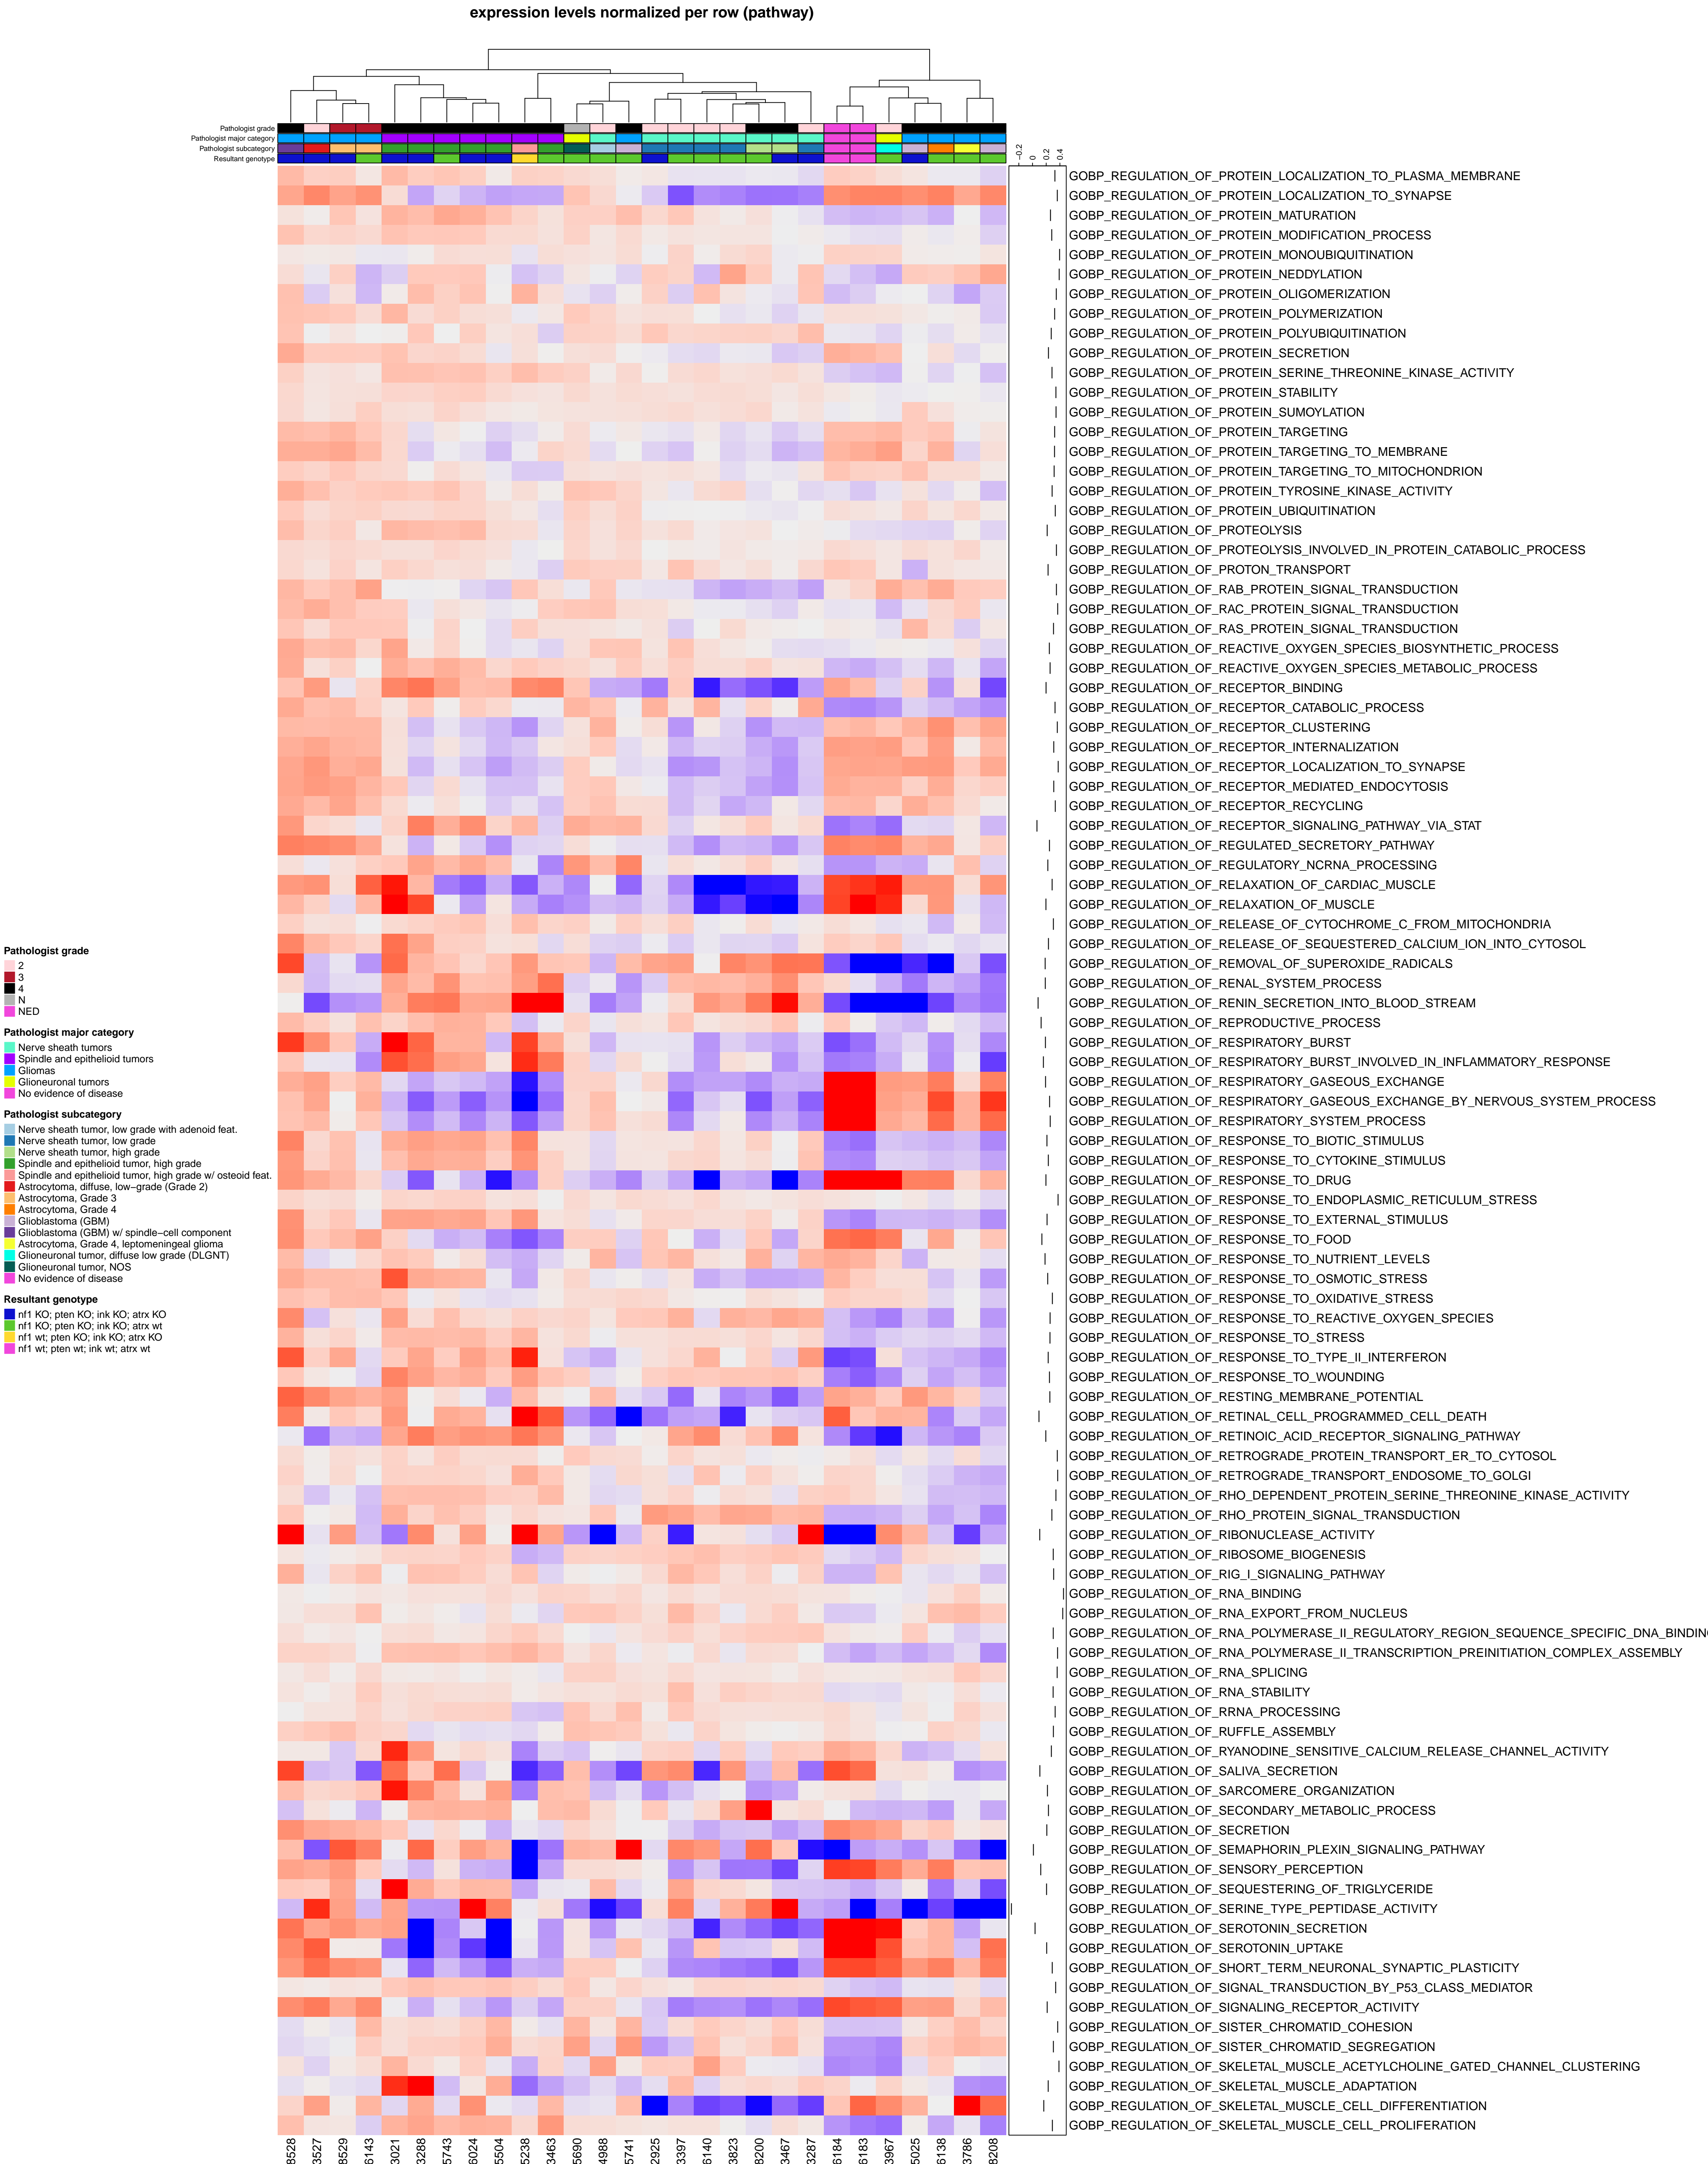 expression levels normalized per row (pathway)
Pathologist grade
Pathologist major category
Pathologist subcategory
Resultant genotype
−0.2
0
0.2
0.4
GOBP_REGULATION_OF_PROTEIN_LOCALIZATION_TO_PLASMA_MEMBRANE
GOBP_REGULATION_OF_PROTEIN_LOCALIZATION_TO_SYNAPSE
GOBP_REGULATION_OF_PROTEIN_MATURATION
GOBP_REGULATION_OF_PROTEIN_MODIFICATION_PROCESS
GOBP_REGULATION_OF_PROTEIN_MONOUBIQUITINATION
GOBP_REGULATION_OF_PROTEIN_NEDDYLATION
GOBP_REGULATION_OF_PROTEIN_OLIGOMERIZATION
GOBP_REGULATION_OF_PROTEIN_POLYMERIZATION
GOBP_REGULATION_OF_PROTEIN_POLYUBIQUITINATION
GOBP_REGULATION_OF_PROTEIN_SECRETION
GOBP_REGULATION_OF_PROTEIN_SERINE_THREONINE_KINASE_ACTIVITY
GOBP_REGULATION_OF_PROTEIN_STABILITY
GOBP_REGULATION_OF_PROTEIN_SUMOYLATION
GOBP_REGULATION_OF_PROTEIN_TARGETING
GOBP_REGULATION_OF_PROTEIN_TARGETING_TO_MEMBRANE
GOBP_REGULATION_OF_PROTEIN_TARGETING_TO_MITOCHONDRION
GOBP_REGULATION_OF_PROTEIN_TYROSINE_KINASE_ACTIVITY
GOBP_REGULATION_OF_PROTEIN_UBIQUITINATION
GOBP_REGULATION_OF_PROTEOLYSIS
GOBP_REGULATION_OF_PROTEOLYSIS_INVOLVED_IN_PROTEIN_CATABOLIC_PROCESS
GOBP_REGULATION_OF_PROTON_TRANSPORT
GOBP_REGULATION_OF_RAB_PROTEIN_SIGNAL_TRANSDUCTION
GOBP_REGULATION_OF_RAC_PROTEIN_SIGNAL_TRANSDUCTION
GOBP_REGULATION_OF_RAS_PROTEIN_SIGNAL_TRANSDUCTION
GOBP_REGULATION_OF_REACTIVE_OXYGEN_SPECIES_BIOSYNTHETIC_PROCESS
GOBP_REGULATION_OF_REACTIVE_OXYGEN_SPECIES_METABOLIC_PROCESS
GOBP_REGULATION_OF_RECEPTOR_BINDING
GOBP_REGULATION_OF_RECEPTOR_CATABOLIC_PROCESS
GOBP_REGULATION_OF_RECEPTOR_CLUSTERING
GOBP_REGULATION_OF_RECEPTOR_INTERNALIZATION
GOBP_REGULATION_OF_RECEPTOR_LOCALIZATION_TO_SYNAPSE
GOBP_REGULATION_OF_RECEPTOR_MEDIATED_ENDOCYTOSIS
GOBP_REGULATION_OF_RECEPTOR_RECYCLING
GOBP_REGULATION_OF_RECEPTOR_SIGNALING_PATHWAY_VIA_STAT
GOBP_REGULATION_OF_REGULATED_SECRETORY_PATHWAY
GOBP_REGULATION_OF_REGULATORY_NCRNA_PROCESSING
GOBP_REGULATION_OF_RELAXATION_OF_CARDIAC_MUSCLE
GOBP_REGULATION_OF_RELAXATION_OF_MUSCLE
GOBP_REGULATION_OF_RELEASE_OF_CYTOCHROME_C_FROM_MITOCHONDRIA
GOBP_REGULATION_OF_RELEASE_OF_SEQUESTERED_CALCIUM_ION_INTO_CYTOSOL
GOBP_REGULATION_OF_REMOVAL_OF_SUPEROXIDE_RADICALS
GOBP_REGULATION_OF_RENAL_SYSTEM_PROCESS
GOBP_REGULATION_OF_RENIN_SECRETION_INTO_BLOOD_STREAM
GOBP_REGULATION_OF_REPRODUCTIVE_PROCESS
GOBP_REGULATION_OF_RESPIRATORY_BURST
GOBP_REGULATION_OF_RESPIRATORY_BURST_INVOLVED_IN_INFLAMMATORY_RESPONSE
GOBP_REGULATION_OF_RESPIRATORY_GASEOUS_EXCHANGE
GOBP_REGULATION_OF_RESPIRATORY_GASEOUS_EXCHANGE_BY_NERVOUS_SYSTEM_PROCESS
GOBP_REGULATION_OF_RESPIRATORY_SYSTEM_PROCESS
GOBP_REGULATION_OF_RESPONSE_TO_BIOTIC_STIMULUS
GOBP_REGULATION_OF_RESPONSE_TO_CYTOKINE_STIMULUS
GOBP_REGULATION_OF_RESPONSE_TO_DRUG
GOBP_REGULATION_OF_RESPONSE_TO_ENDOPLASMIC_RETICULUM_STRESS
GOBP_REGULATION_OF_RESPONSE_TO_EXTERNAL_STIMULUS
GOBP_REGULATION_OF_RESPONSE_TO_FOOD
GOBP_REGULATION_OF_RESPONSE_TO_NUTRIENT_LEVELS
GOBP_REGULATION_OF_RESPONSE_TO_OSMOTIC_STRESS
GOBP_REGULATION_OF_RESPONSE_TO_OXIDATIVE_STRESS
GOBP_REGULATION_OF_RESPONSE_TO_REACTIVE_OXYGEN_SPECIES
GOBP_REGULATION_OF_RESPONSE_TO_STRESS
GOBP_REGULATION_OF_RESPONSE_TO_TYPE_II_INTERFERON
GOBP_REGULATION_OF_RESPONSE_TO_WOUNDING
GOBP_REGULATION_OF_RESTING_MEMBRANE_POTENTIAL
GOBP_REGULATION_OF_RETINAL_CELL_PROGRAMMED_CELL_DEATH
GOBP_REGULATION_OF_RETINOIC_ACID_RECEPTOR_SIGNALING_PATHWAY
GOBP_REGULATION_OF_RETROGRADE_PROTEIN_TRANSPORT_ER_TO_CYTOSOL
GOBP_REGULATION_OF_RETROGRADE_TRANSPORT_ENDOSOME_TO_GOLGI
GOBP_REGULATION_OF_RHO_DEPENDENT_PROTEIN_SERINE_THREONINE_KINASE_ACTIVITY
GOBP_REGULATION_OF_RHO_PROTEIN_SIGNAL_TRANSDUCTION
GOBP_REGULATION_OF_RIBONUCLEASE_ACTIVITY
GOBP_REGULATION_OF_RIBOSOME_BIOGENESIS
GOBP_REGULATION_OF_RIG_I_SIGNALING_PATHWAY
GOBP_REGULATION_OF_RNA_BINDING
GOBP_REGULATION_OF_RNA_EXPORT_FROM_NUCLEUS
GOBP_REGULATION_OF_RNA_POLYMERASE_II_REGULATORY_REGION_SEQUENCE_SPECIFIC_DNA_BINDING
GOBP_REGULATION_OF_RNA_POLYMERASE_II_TRANSCRIPTION_PREINITIATION_COMPLEX_ASSEMBLY
GOBP_REGULATION_OF_RNA_SPLICING
GOBP_REGULATION_OF_RNA_STABILITY
GOBP_REGULATION_OF_RRNA_PROCESSING
GOBP_REGULATION_OF_RUFFLE_ASSEMBLY
GOBP_REGULATION_OF_RYANODINE_SENSITIVE_CALCIUM_RELEASE_CHANNEL_ACTIVITY
GOBP_REGULATION_OF_SALIVA_SECRETION
GOBP_REGULATION_OF_SARCOMERE_ORGANIZATION
GOBP_REGULATION_OF_SECONDARY_METABOLIC_PROCESS
GOBP_REGULATION_OF_SECRETION
GOBP_REGULATION_OF_SEMAPHORIN_PLEXIN_SIGNALING_PATHWAY
GOBP_REGULATION_OF_SENSORY_PERCEPTION
GOBP_REGULATION_OF_SEQUESTERING_OF_TRIGLYCERIDE
GOBP_REGULATION_OF_SERINE_TYPE_PEPTIDASE_ACTIVITY
GOBP_REGULATION_OF_SEROTONIN_SECRETION
GOBP_REGULATION_OF_SEROTONIN_UPTAKE
GOBP_REGULATION_OF_SHORT_TERM_NEURONAL_SYNAPTIC_PLASTICITY
GOBP_REGULATION_OF_SIGNAL_TRANSDUCTION_BY_P53_CLASS_MEDIATOR
GOBP_REGULATION_OF_SIGNALING_RECEPTOR_ACTIVITY
GOBP_REGULATION_OF_SISTER_CHROMATID_COHESION
GOBP_REGULATION_OF_SISTER_CHROMATID_SEGREGATION
GOBP_REGULATION_OF_SKELETAL_MUSCLE_ACETYLCHOLINE_GATED_CHANNEL_CLUSTERING
GOBP_REGULATION_OF_SKELETAL_MUSCLE_ADAPTATION
GOBP_REGULATION_OF_SKELETAL_MUSCLE_CELL_DIFFERENTIATION
GOBP_REGULATION_OF_SKELETAL_MUSCLE_CELL_PROLIFERATION
Pathologist grade
2
3
4
N
NED
Pathologist major category
Nerve sheath tumors
Spindle and epithelioid tumors
Gliomas
Glioneuronal tumors
No evidence of disease
Pathologist subcategory
Nerve sheath tumor, low grade with adenoid feat.
Nerve sheath tumor, low grade
Nerve sheath tumor, high grade
Spindle and epithelioid tumor, high grade
Spindle and epithelioid tumor, high grade w/ osteoid feat.
Astrocytoma, diffuse, low−grade (Grade 2)
Astrocytoma, Grade 3
Astrocytoma, Grade 4
Glioblastoma (GBM)
Glioblastoma (GBM) w/ spindle−cell component
Astrocytoma, Grade 4, leptomeningeal glioma
Glioneuronal tumor, diffuse low grade (DLGNT)
Glioneuronal tumor, NOS
No evidence of disease
Resultant genotype
nf1 KO; pten KO; ink KO; atrx KO
nf1 KO; pten KO; ink KO; atrx wt
nf1 wt; pten KO; ink KO; atrx KO
nf1 wt; pten wt; ink wt; atrx wt
8528
3527
8529
6143
3021
3288
5743
6024
5504
5238
3463
5690
4988
5741
2925
3397
6140
3823
8200
3467
3287
6184
6183
3967
5025
6138
3786
8208